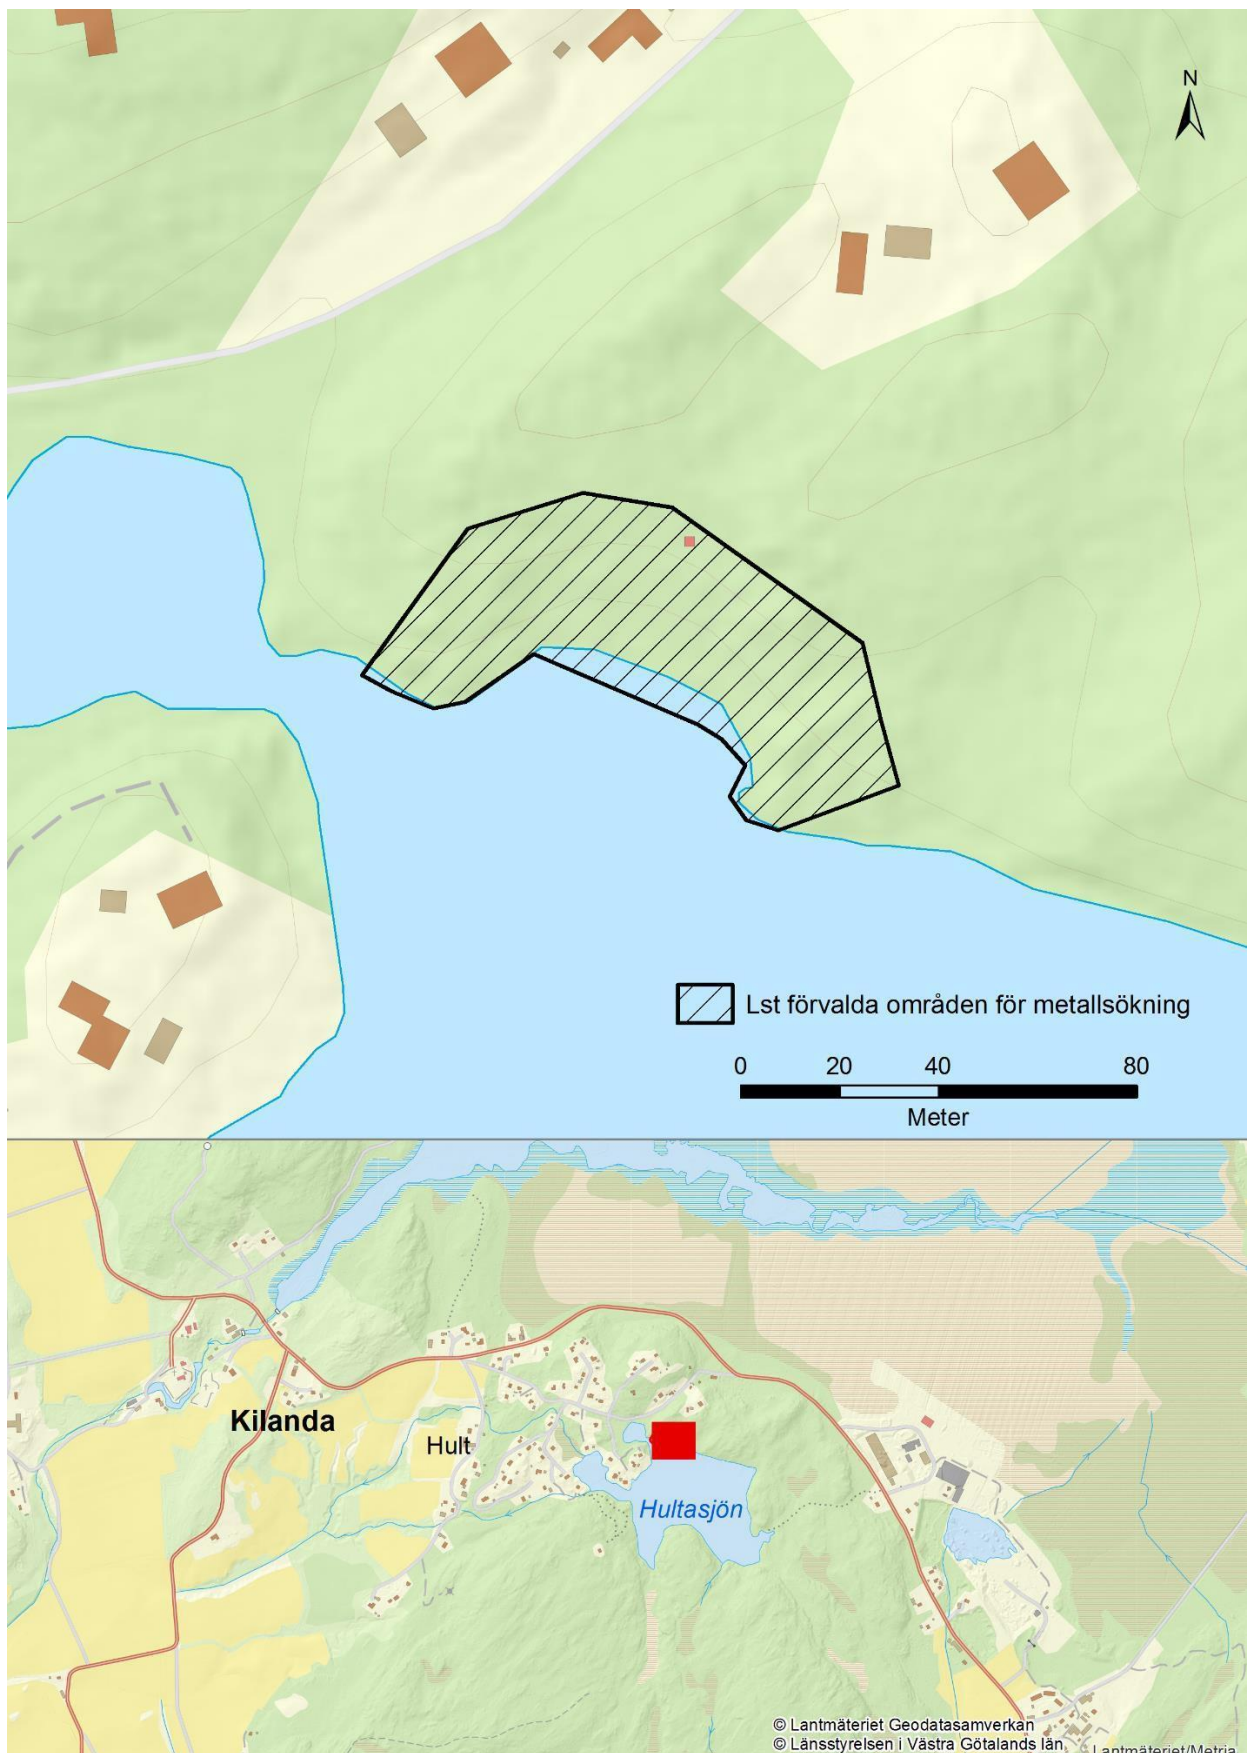 N
Lst förvalda områden för metallsökning
0 20 40 80
Meter
Kilanda
Hult
Hultasjön
© Lantmäteriet Geodatasamverkan
© Länsstyrelsen i Västra Götalands län
Lantmäteriet/Metria